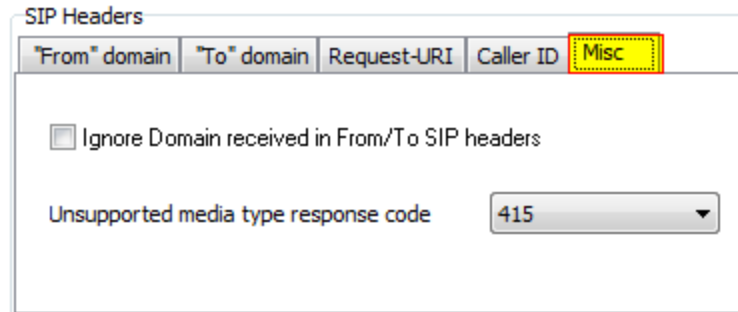 SIP Headers
"From" domain "To" domain Request-URI Caller ID Misc
Ignore Domain received in From/To SIP headers
Unsupported media type response code 415